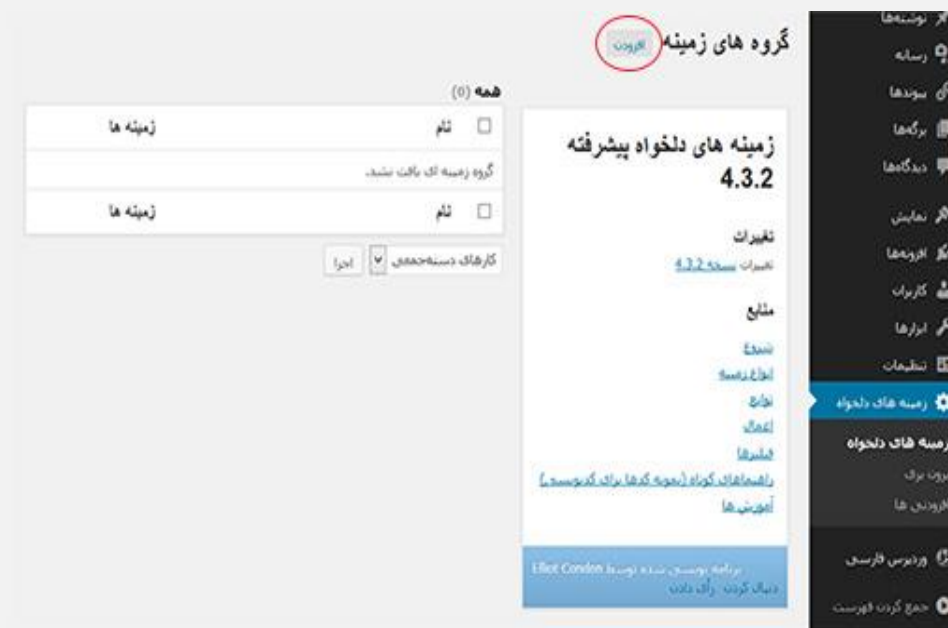 گروه های زمینه افزودن
نوشته‌ها
رسانه
پیوندها
برگه‌ها
دیدگاه‌ها
نمایش
افزونه‌ها
کاربران
ابزارها
تنظیمات
زمینه های دلخواه
زمینه های دلخواه
برون بری
افزودنی ها
وردپرس فارسی
جمع کردن فهرست
زمینه های دلخواه پیشرفته
4.3.2
تغییرات
تغییرات نسخه 4.3.2
منابع
شروع
انواع زمینه
توابع
اعمال
فیلترها
راهنماهای کوتاه (نمونه کدها برای کدنویسی)
آموزش ها
برنامه نویسی شده توسط Elliot Condon
دنبال کردن رأی دادن
همه (0)
نام زمینه ها
گروه زمینه ای یافت نشد.
نام زمینه ها
کارهای دسته‌جمعی اجرا